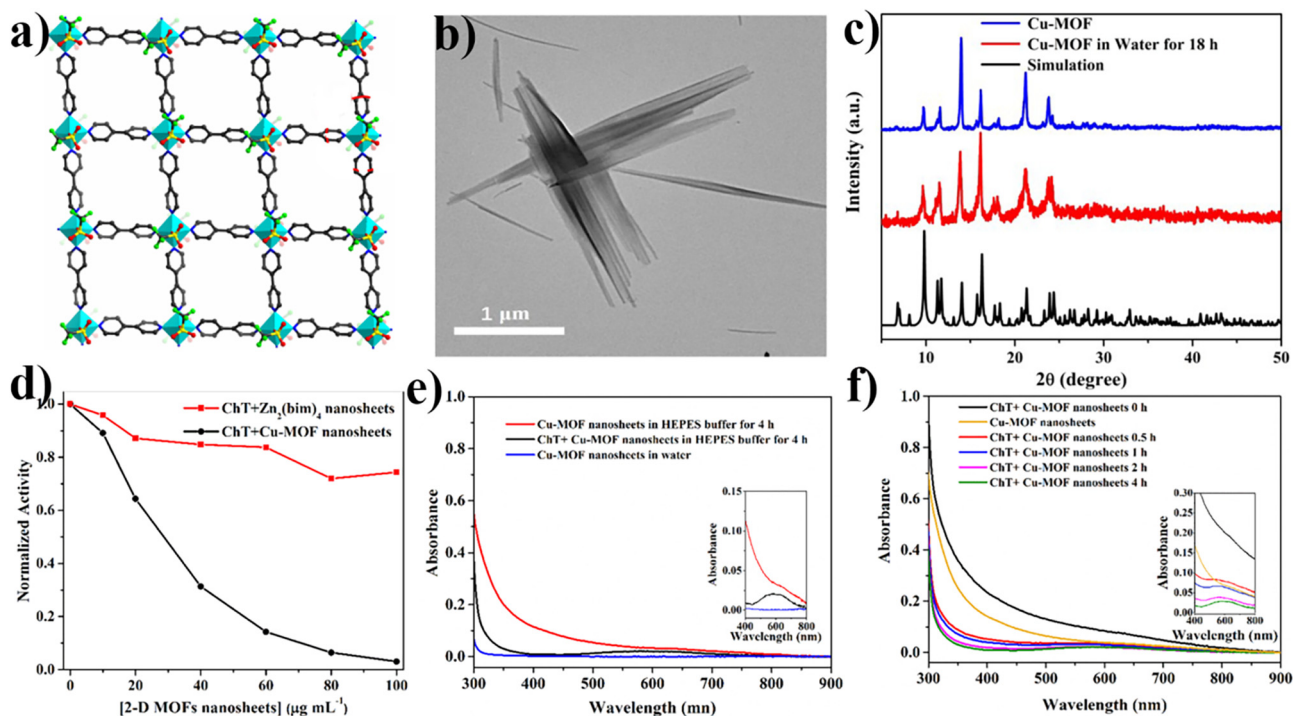 a)
b)
1 μm
c)
Cu-MOF
Cu-MOF in Water for 18 h
Simulation
Intensity (a.u.)
10 20 30 40 50
2θ (degree)
d)
ChT+Zn2(bim)4 nanosheets
ChT+Cu-MOF nanosheets
Normalized Activity
1.0
0.8
0.6
0.4
0.2
0.0
0 20 40 60 80 100
[2-D MOFs nanosheets] (μg mL⁻¹)
e)
Cu-MOF nanosheets in HEPES buffer for 4 h
ChT+ Cu-MOF nanosheets in HEPES buffer for 4 h
Cu-MOF nanosheets in water
Absorbance
1.0
0.8
0.6
0.4
0.2
0.0
300 400 500 600 700 800 900
Wavelength (mn)
Absorbance
0.15
0.10
0.05
0.00
400 600 800
Wavelength (nm)
f)
ChT+ Cu-MOF nanosheets 0 h
Cu-MOF nanosheets
ChT+ Cu-MOF nanosheets 0.5 h
ChT+ Cu-MOF nanosheets 1 h
ChT+ Cu-MOF nanosheets 2 h
ChT+ Cu-MOF nanosheets 4 h
Absorbance
1.0
0.8
0.6
0.4
0.2
0.0
300 400 500 600 700 800 900
Wavelength (nm)
Absorbance
0.30
0.25
0.20
0.15
0.10
0.05
0.00
400 600 800
Wavelength (nm)